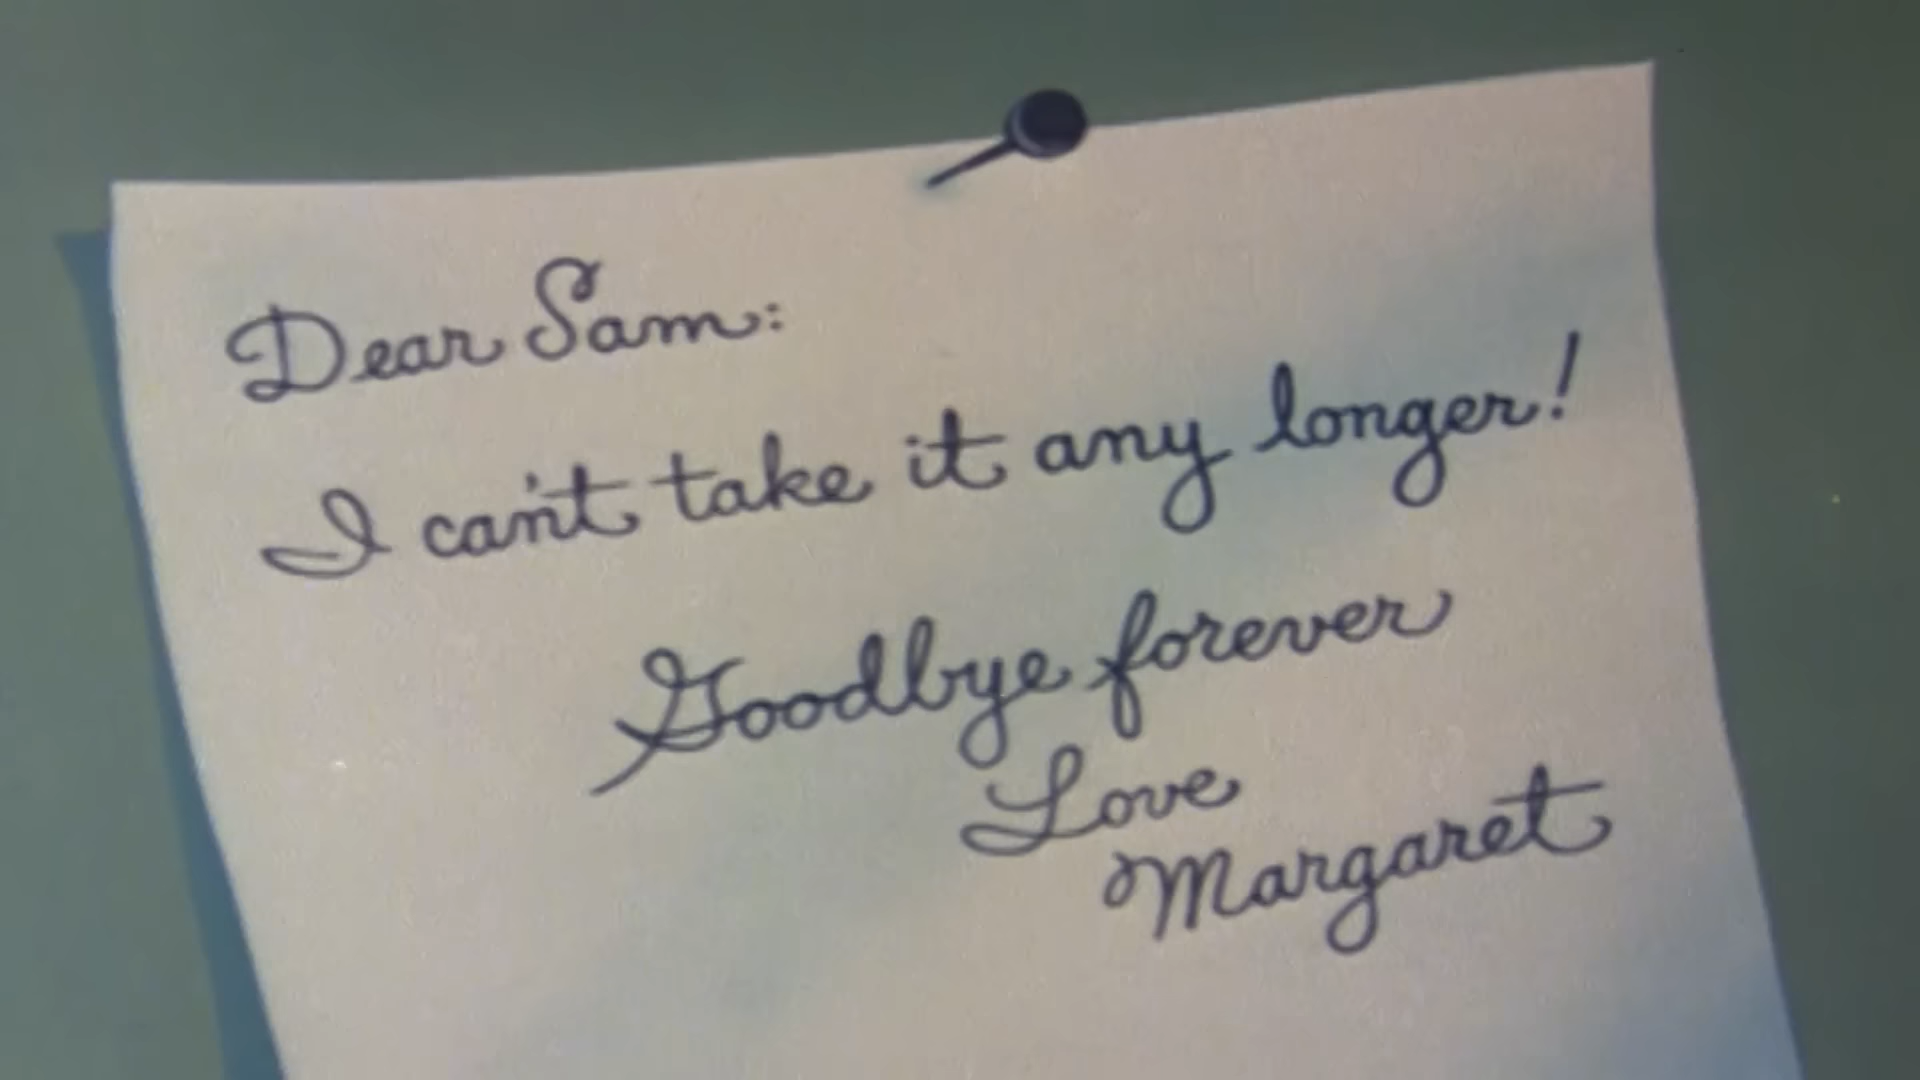 Dear Sam:
I can't take it any longer!
Goodbye forever
Love
Margaret